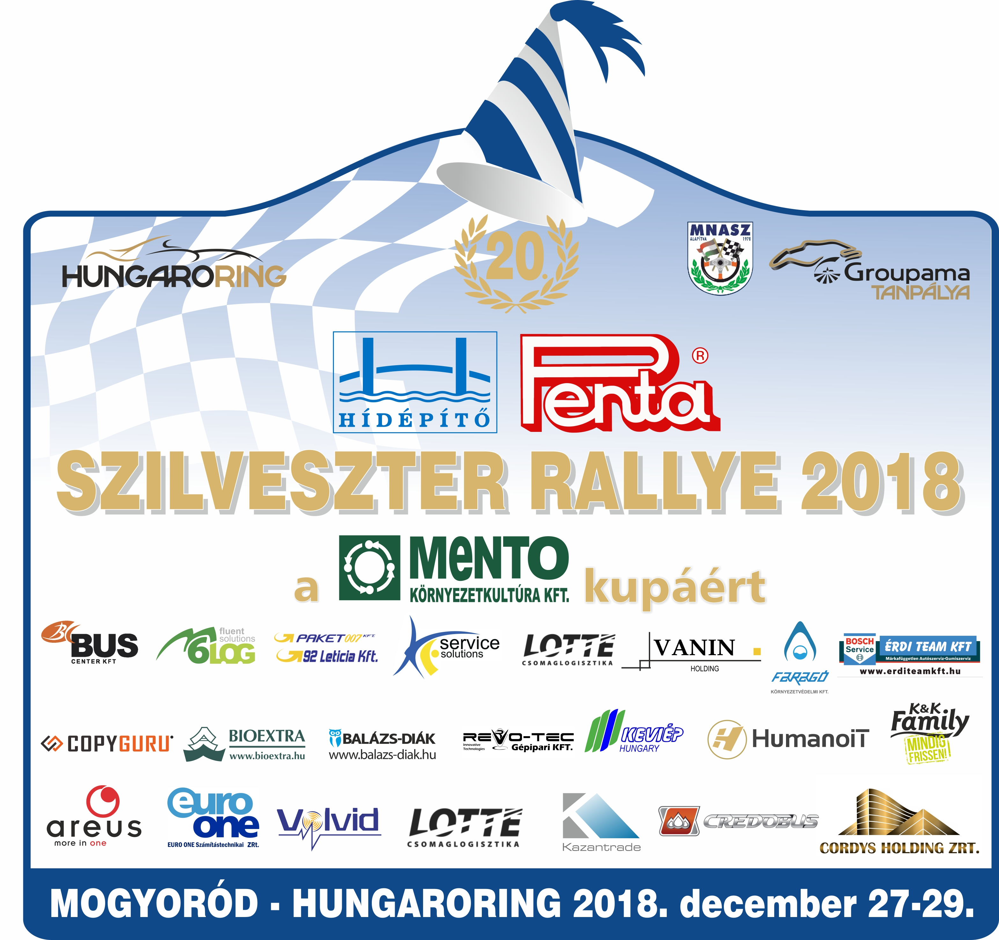 HUNGARORING
20.
MNASZ
ALAPÍTVA 1978
Groupama
TANPÁLYA
HÍDÉPÍTŐ
Penta ®
SZILVESZTER RALLYE 2018
a
MeNTO
KÖRNYEZETKULTÚRA KFT.
kupáért
BC
BUS
CENTER KFT
fluent
solutions
M6LOG
PAKET007 KFT.
G92 Leticia Kft.
service
solutions
LOTTE
CSOMAGLOGISZTIKA
VANIN
HOLDING
FARAGÓ
KÖRNYEZETVÉDELMI KFT.
BOSCH
Service
ÉRDI TEAM KFT
Márkafüggetlen Autószerviz-Gumiszerviz
www.erditeamkft.hu
COPYGURU
BIOEXTRA
www.bioextra.hu
BALÁZS-DIÁK
www.balazs-diak.hu
REVO-TEC
Innovative
Technologies
Gépipari KFT.
KEVIÉP
HUNGARY
H
HumanoiT
K&K
Family
MINDIG
FRISSEN!
areus
more in one
euro
one
EURO ONE Számítástechnikai ZRt.
Volvid
LOTTE
CSOMAGLOGISZTIKA
Kazantrade
CREDOBUS
CORDYS HOLDING ZRT.
MOGYORÓD - HUNGARORING 2018. december 27-29.